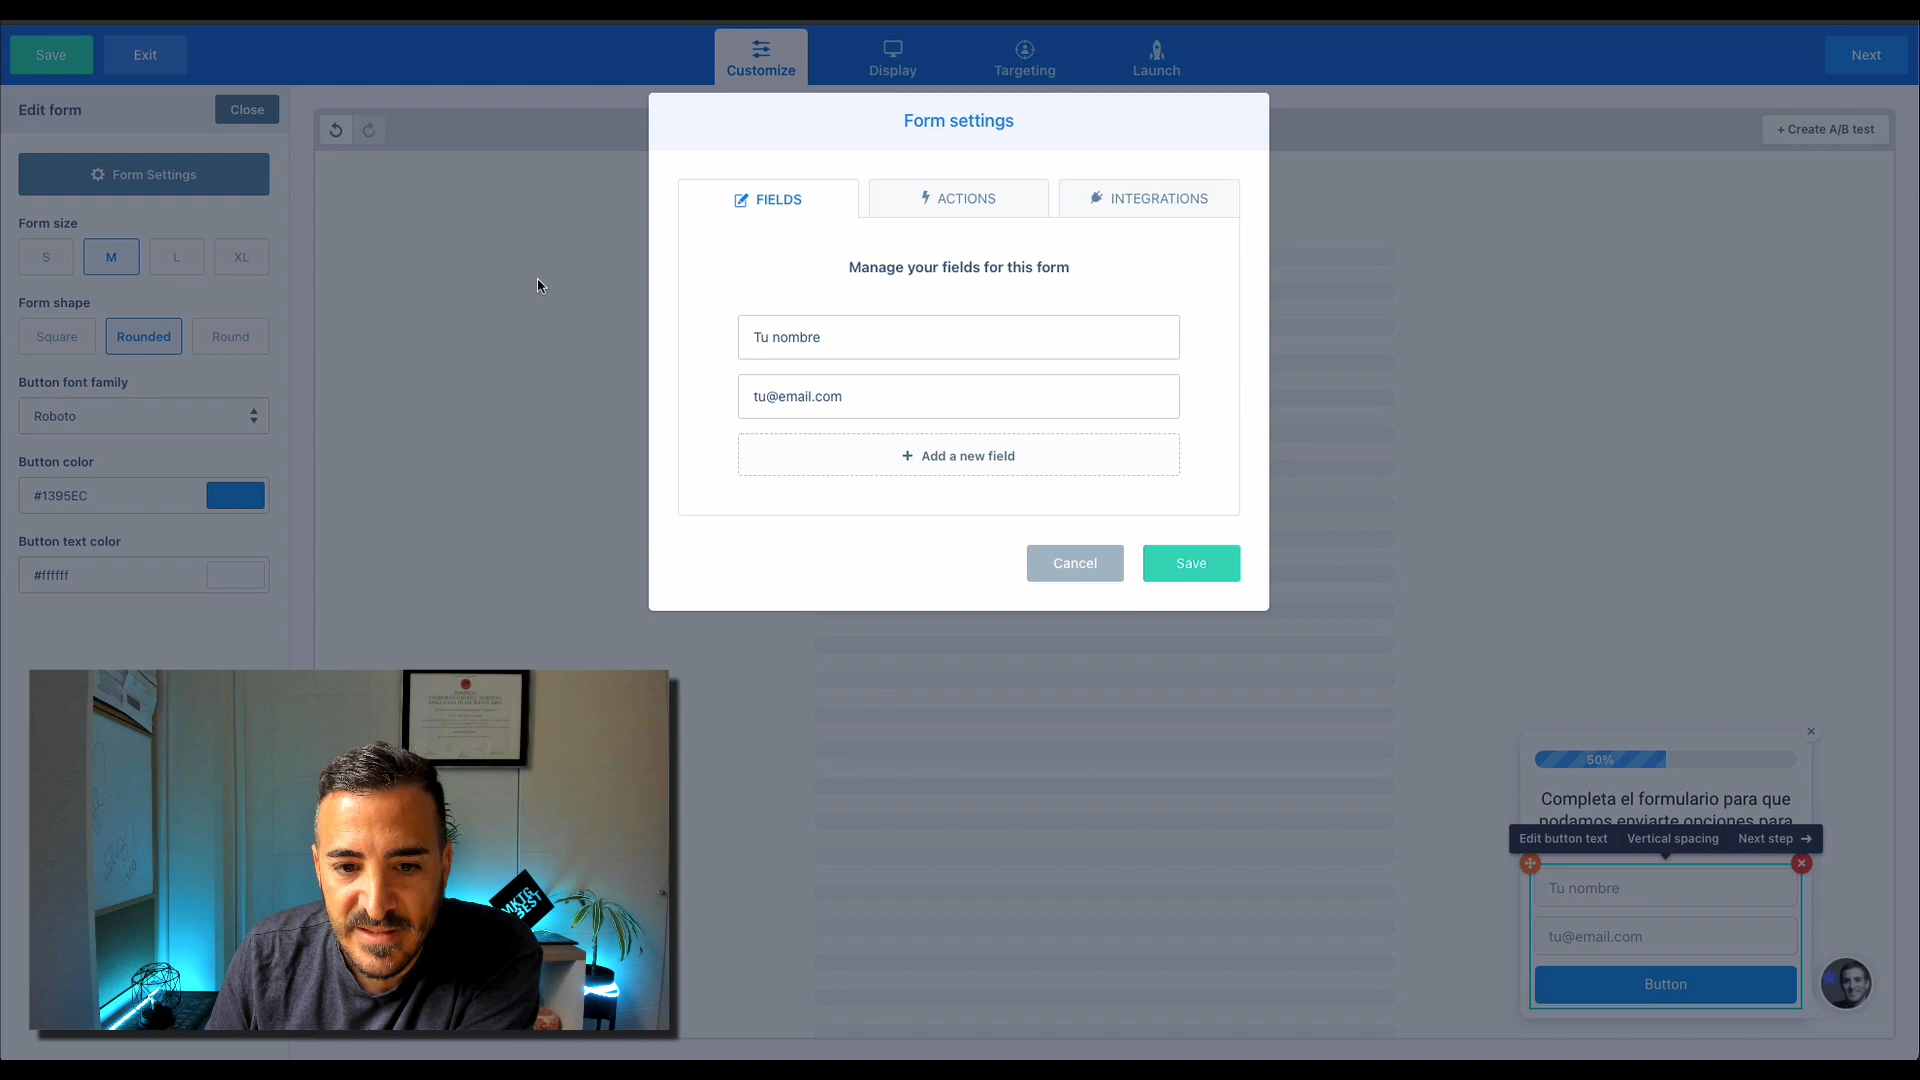 Save
Exit
Customize
Display
Targeting
Launch
Next
Edit form
Close
+ Create A/B test
Form Settings
Form size
S
M
L
XL
Form shape
Square
Rounded
Round
Button font family
Roboto
Button color
#1395EC
Button text color
#ffffff
Form settings
FIELDS
ACTIONS
INTEGRATIONS
Manage your fields for this form
Tu nombre
tu@email.com
+ Add a new field
Cancel
Save
MKTG
BEST
50%
Completa el formulario para que
podamos enviarte opciones para
Edit button text
Vertical spacing
Next step →
Tu nombre
tu@email.com
Button